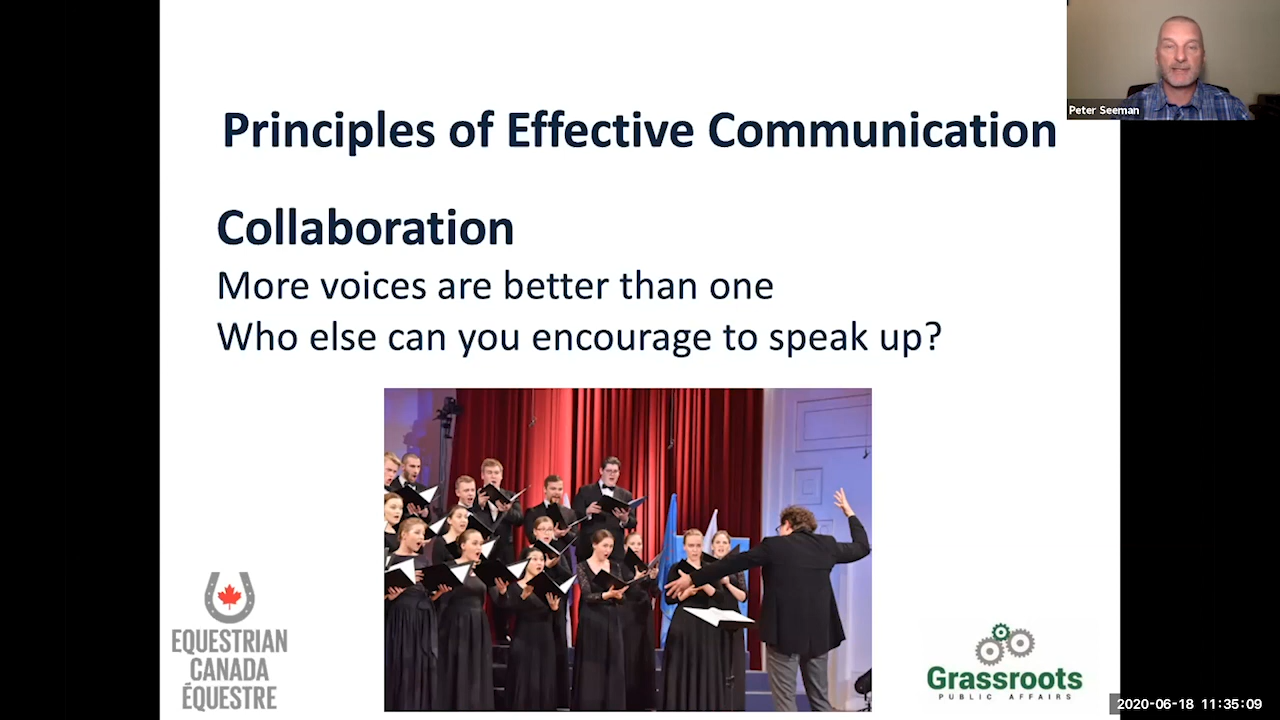 Peter Seeman
Principles of Effective Communication
Collaboration
More voices are better than one
Who else can you encourage to speak up?
EQUESTRIAN
CANADA
ÉQUESTRE
Grassroots
PUBLIC AFFAIRS
2020-06-18 11:35:09